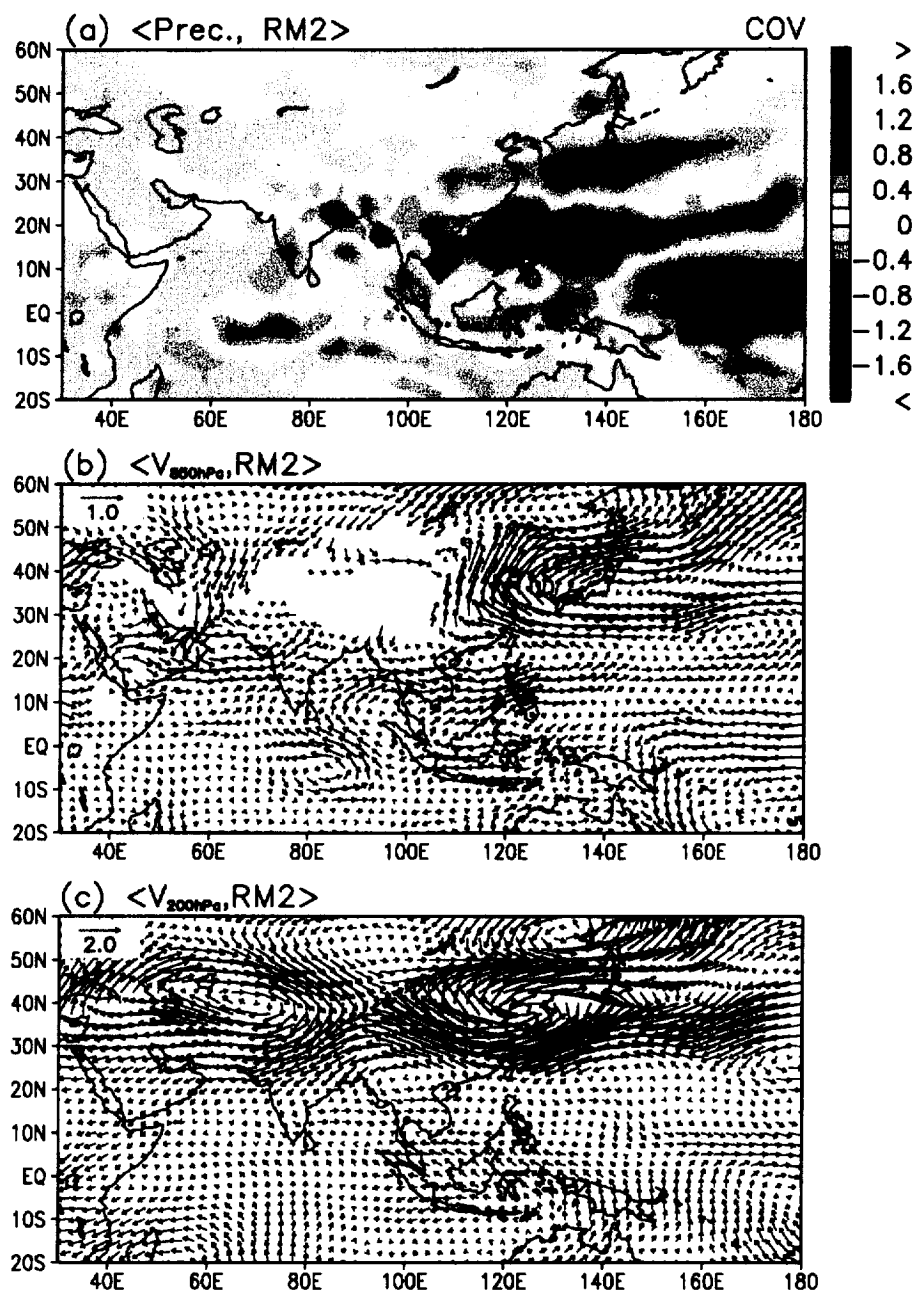 (a) <Prec., RM2> COV
60N
50N
40N
30N
20N
10N
EQ
10S
20S
40E 60E 80E 100E 120E 140E 160E 180
>
1.6
1.2
0.8
0.4
0
−0.4
−0.8
−1.2
−1.6
<
(b) <V850hPa, RM2>
1.0
60N
50N
40N
30N
20N
10N
EQ
10S
20S
40E 60E 80E 100E 120E 140E 160E 180
(c) <V200hPa, RM2>
2.0
60N
50N
40N
30N
20N
10N
EQ
10S
20S
40E 60E 80E 100E 120E 140E 160E 180